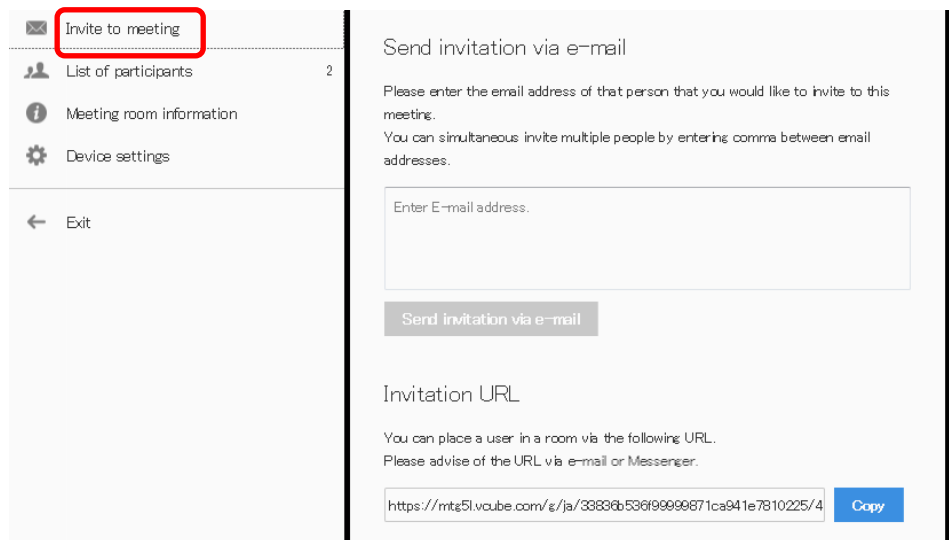 Invite to meeting
List of participants 2
Meeting room information
Device settings
Exit
Send invitation via e-mail
Please enter the email address of that person that you would like to invite to this
meeting.
You can simultaneous invite multiple people by entering comma between email
addresses.
Enter E-mail address.
Send invitation via e-mail
Invitation URL
You can place a user in a room via the following URL.
Please advise of the URL via e-mail or Messenger.
https://mtg5l.vcube.com/g/ja/33836b536f99999871ca941e7810225/4
Copy